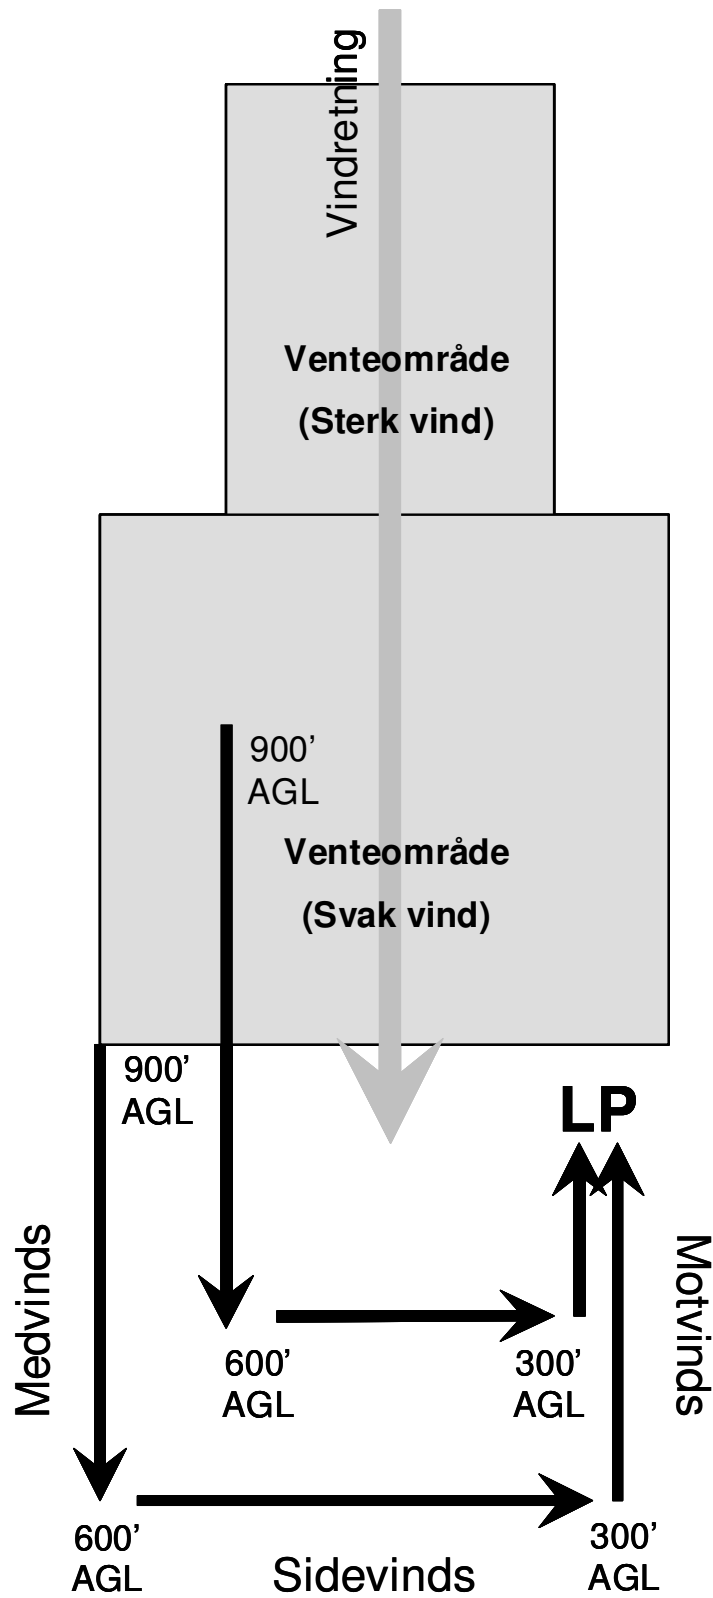 Vindretning
Venteområde
(Sterk vind)
900’
AGL
Venteområde
(Svak vind)
900’
AGL
LP
Medvinds
Motvinds
600’
AGL
300’
AGL
600’
AGL
300’
AGL
Sidevinds